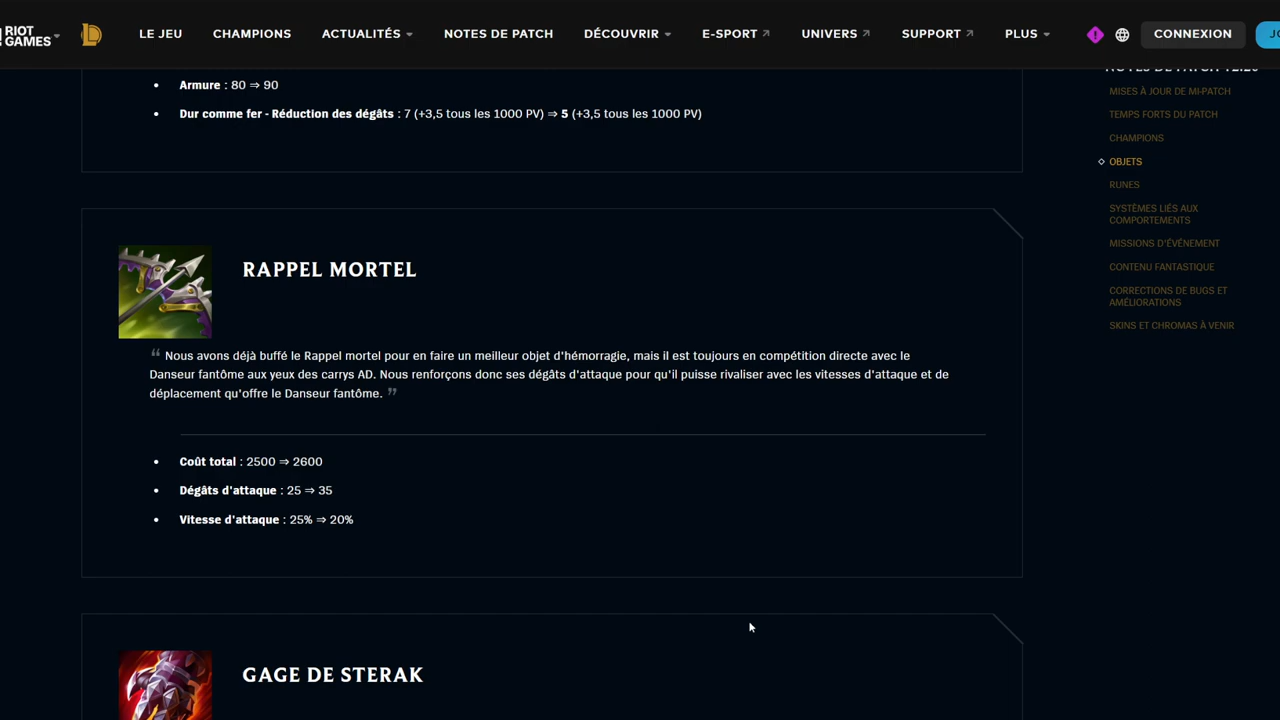 RIOT
GAMES
LE JEU
CHAMPIONS
ACTUALITÉS
NOTES DE PATCH
DÉCOUVRIR
E-SPORT
UNIVERS
SUPPORT
PLUS
CONNEXION
Armure : 80 ⇒ 90
Dur comme fer - Réduction des dégâts : 7 (+3,5 tous les 1000 PV) ⇒ 5 (+3,5 tous les 1000 PV)
RAPPEL MORTEL
“ Nous avons déjà buffé le Rappel mortel pour en faire un meilleur objet d'hémorragie, mais il est toujours en compétition directe avec le
Danseur fantôme aux yeux des carrys AD. Nous renforçons donc ses dégâts d'attaque pour qu'il puisse rivaliser avec les vitesses d'attaque et de
déplacement qu'offre le Danseur fantôme. ”
Coût total : 2500 ⇒ 2600
Dégâts d'attaque : 25 ⇒ 35
Vitesse d'attaque : 25% ⇒ 20%
GAGE DE STERAK
MISES À JOUR DE MI-PATCH
TEMPS FORTS DU PATCH
CHAMPIONS
OBJETS
RUNES
SYSTÈMES LIÉS AUX
COMPORTEMENTS
MISSIONS D'ÉVÉNEMENT
CONTENU FANTASTIQUE
CORRECTIONS DE BUGS ET
AMÉLIORATIONS
SKINS ET CHROMAS À VENIR